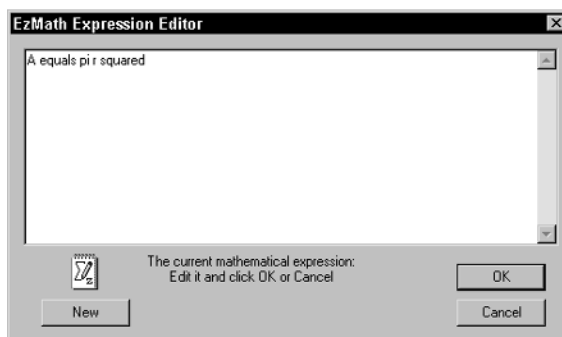 EzMath Expression Editor
A equals pi r squared
The current mathematical expression:
Edit it and click OK or Cancel
OK
New
Cancel